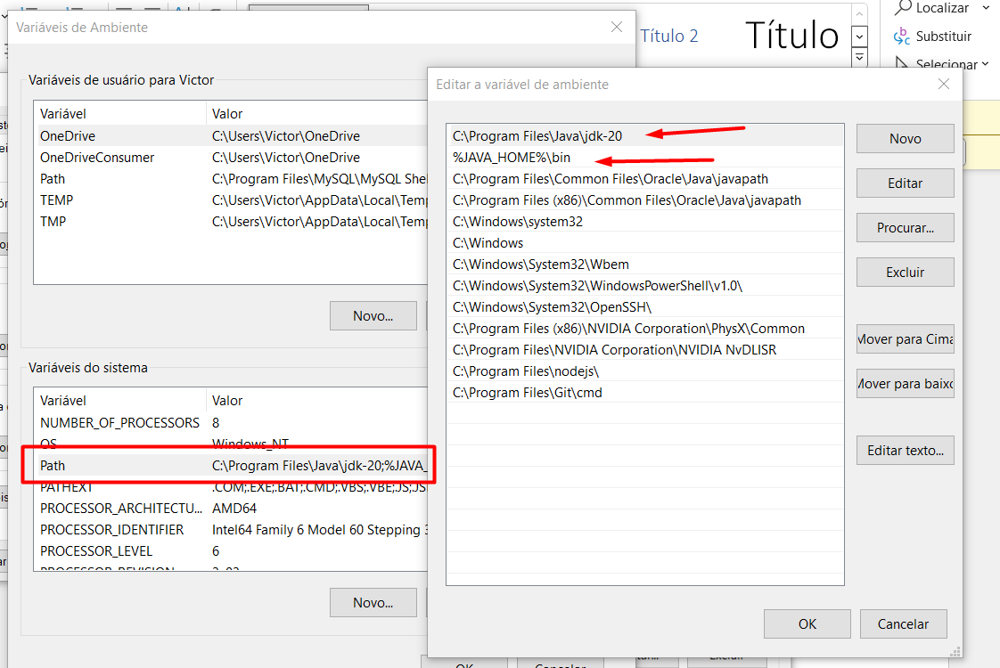 Localizar
Título 2
Título
Substituir
Selecionar
Variáveis de Ambiente
Variáveis de usuário para Victor
Variável Valor
OneDrive C:\Users\Victor\OneDrive
OneDriveConsumer C:\Users\Victor\OneDrive
Path C:\Program Files\MySQL\MySQL She
TEMP C:\Users\Victor\AppData\Local\Temp
TMP C:\Users\Victor\AppData\Local\Temp
Novo...
Variáveis do sistema
Variável Valor
NUMBER_OF_PROCESSORS 8
OS Windows_NT
Path C:\Program Files\Java\jdk-20;%JAVA_
PATHEXT .COM;.EXE;.BAT;.CMD;.VBS;.VBE;.JS;.JS
PROCESSOR_ARCHITECTU... AMD64
PROCESSOR_IDENTIFIER Intel64 Family 6 Model 60 Stepping 3
PROCESSOR_LEVEL 6
PROCESSOR_REVISION 3c03
Novo...
OK Cancelar
Editar a variável de ambiente
C:\Program Files\Java\jdk-20
%JAVA_HOME%\bin
C:\Program Files\Common Files\Oracle\Java\javapath
C:\Program Files (x86)\Common Files\Oracle\Java\javapath
C:\Windows\system32
C:\Windows
C:\Windows\System32\Wbem
C:\Windows\System32\WindowsPowerShell\v1.0\
C:\Windows\System32\OpenSSH\
C:\Program Files (x86)\NVIDIA Corporation\PhysX\Common
C:\Program Files\NVIDIA Corporation\NVIDIA NvDLISR
C:\Program Files\nodejs\
C:\Program Files\Git\cmd
Novo
Editar
Procurar...
Excluir
Mover para Cima
Mover para baixo
Editar texto...
OK Cancelar